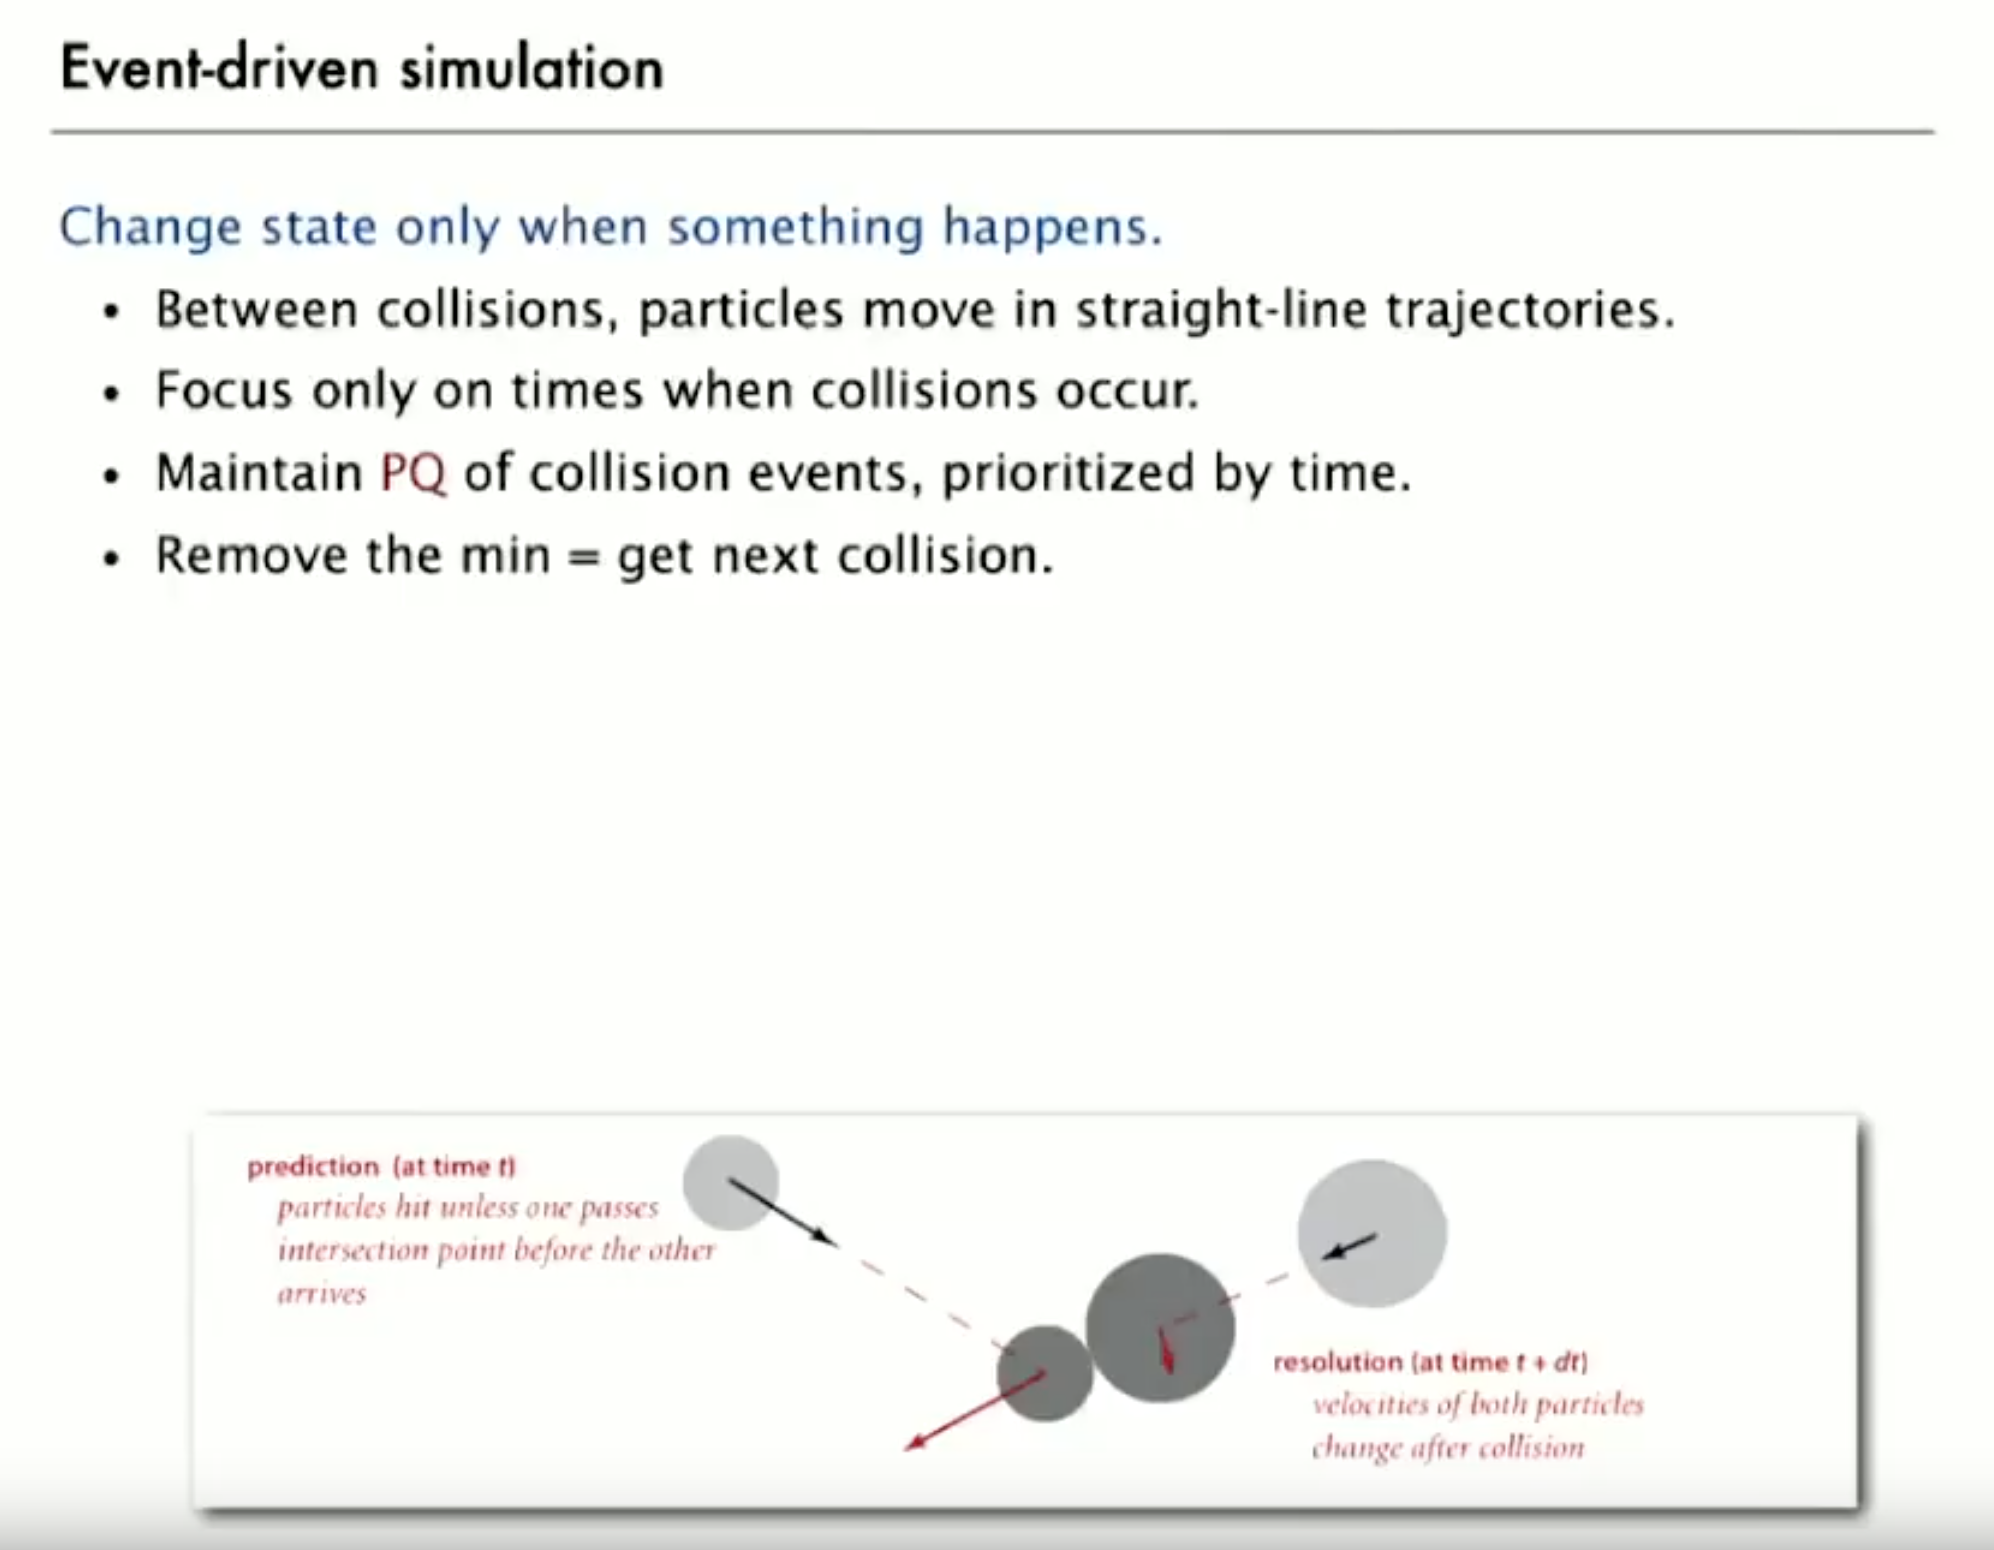 Event-driven simulation
Change state only when something happens.
• Between collisions, particles move in straight-line trajectories.
• Focus only on times when collisions occur.
• Maintain PQ of collision events, prioritized by time.
• Remove the min = get next collision.
prediction (at time t)
particles hit unless one passes
intersection point before the other
arrives
resolution (at time t + dt)
velocities of both particles
change after collision